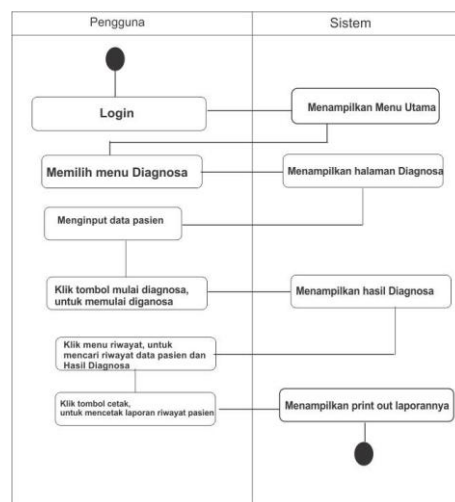 Pengguna
Sistem
Login
Menampilkan Menu Utama
Memilih menu Diagnosa
Menampilkan halaman Diagnosa
Menginput data pasien
Klik tombol mulai diagnosa,
untuk memulai diganosa
Menampilkan hasil Diagnosa
Klik menu riwayat, untuk
mencari riwayat data pasien dan
Hasil Diagnosa
Klik tombol cetak,
untuk mencetak laporan riwayat pasien
Menampilkan print out laporannya